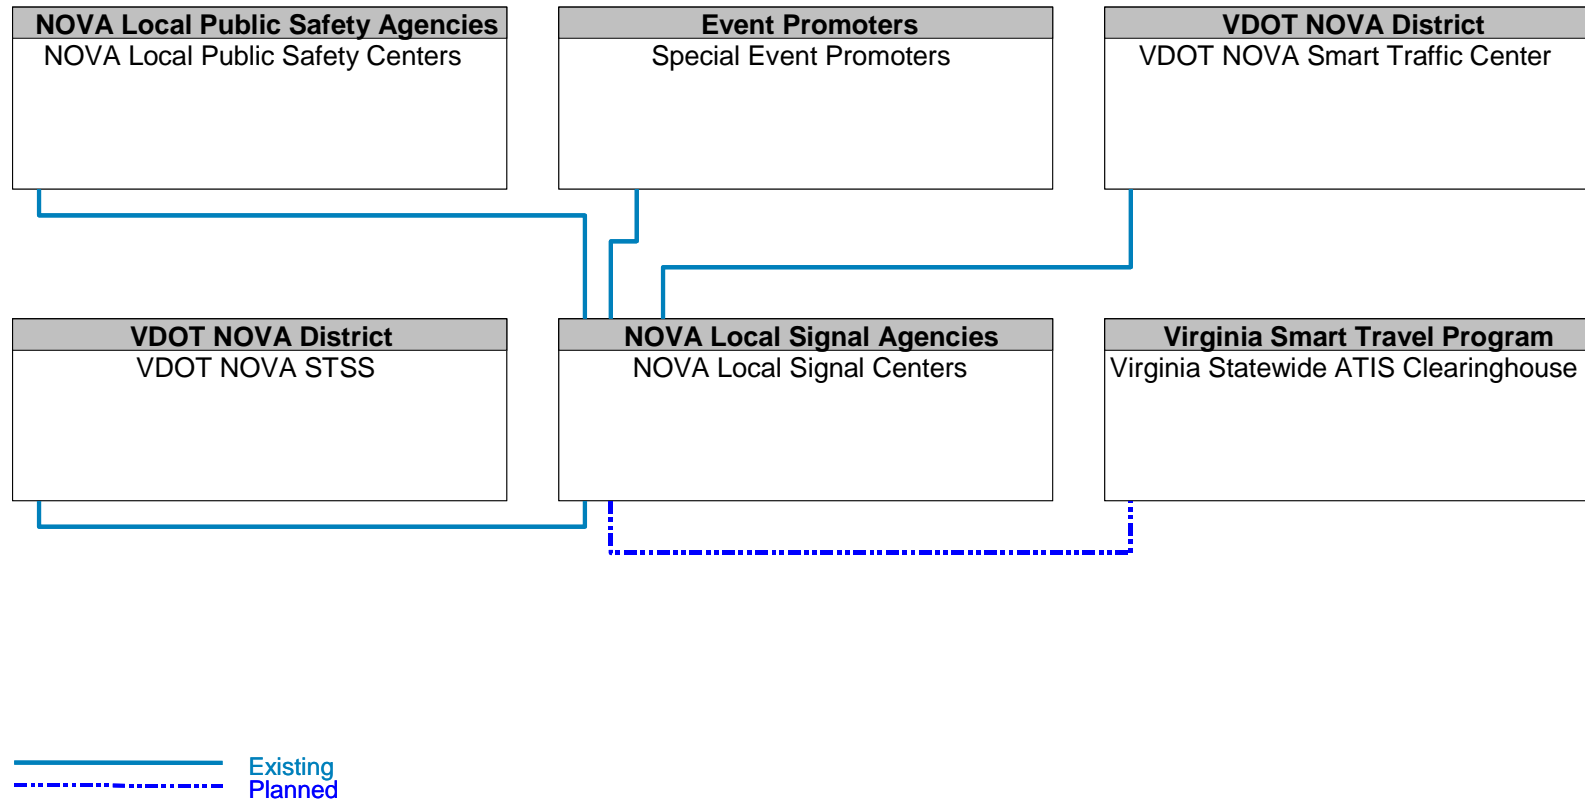 NOVA Local Public Safety Agencies
NOVA Local Public Safety Centers
Event Promoters
Special Event Promoters
VDOT NOVA District
VDOT NOVA Smart Traffic Center
VDOT NOVA District
VDOT NOVA STSS
NOVA Local Signal Agencies
NOVA Local Signal Centers
Virginia Smart Travel Program
Virginia Statewide ATIS Clearinghouse
Existing
Planned